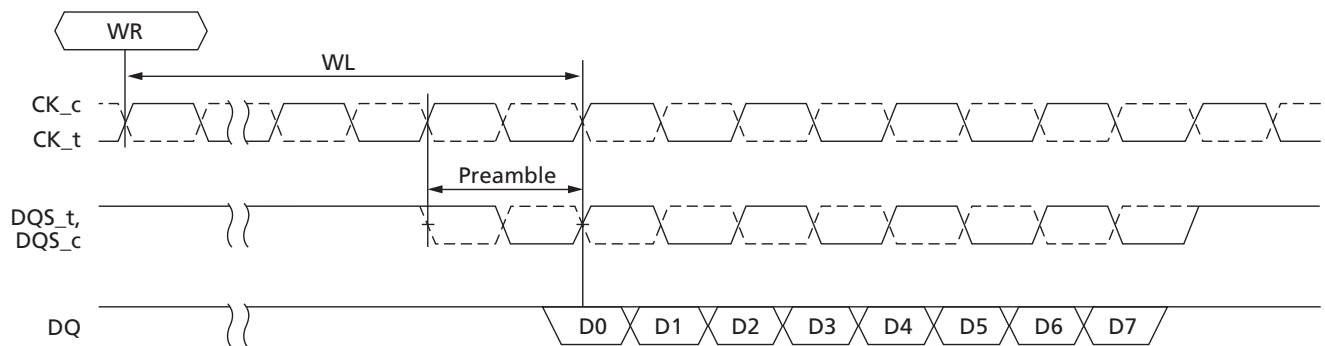 WR
WL
CK_c
CK_t
Preamble
DQS_t,
DQS_c
DQ
D0 D1 D2 D3 D4 D5 D6 D7